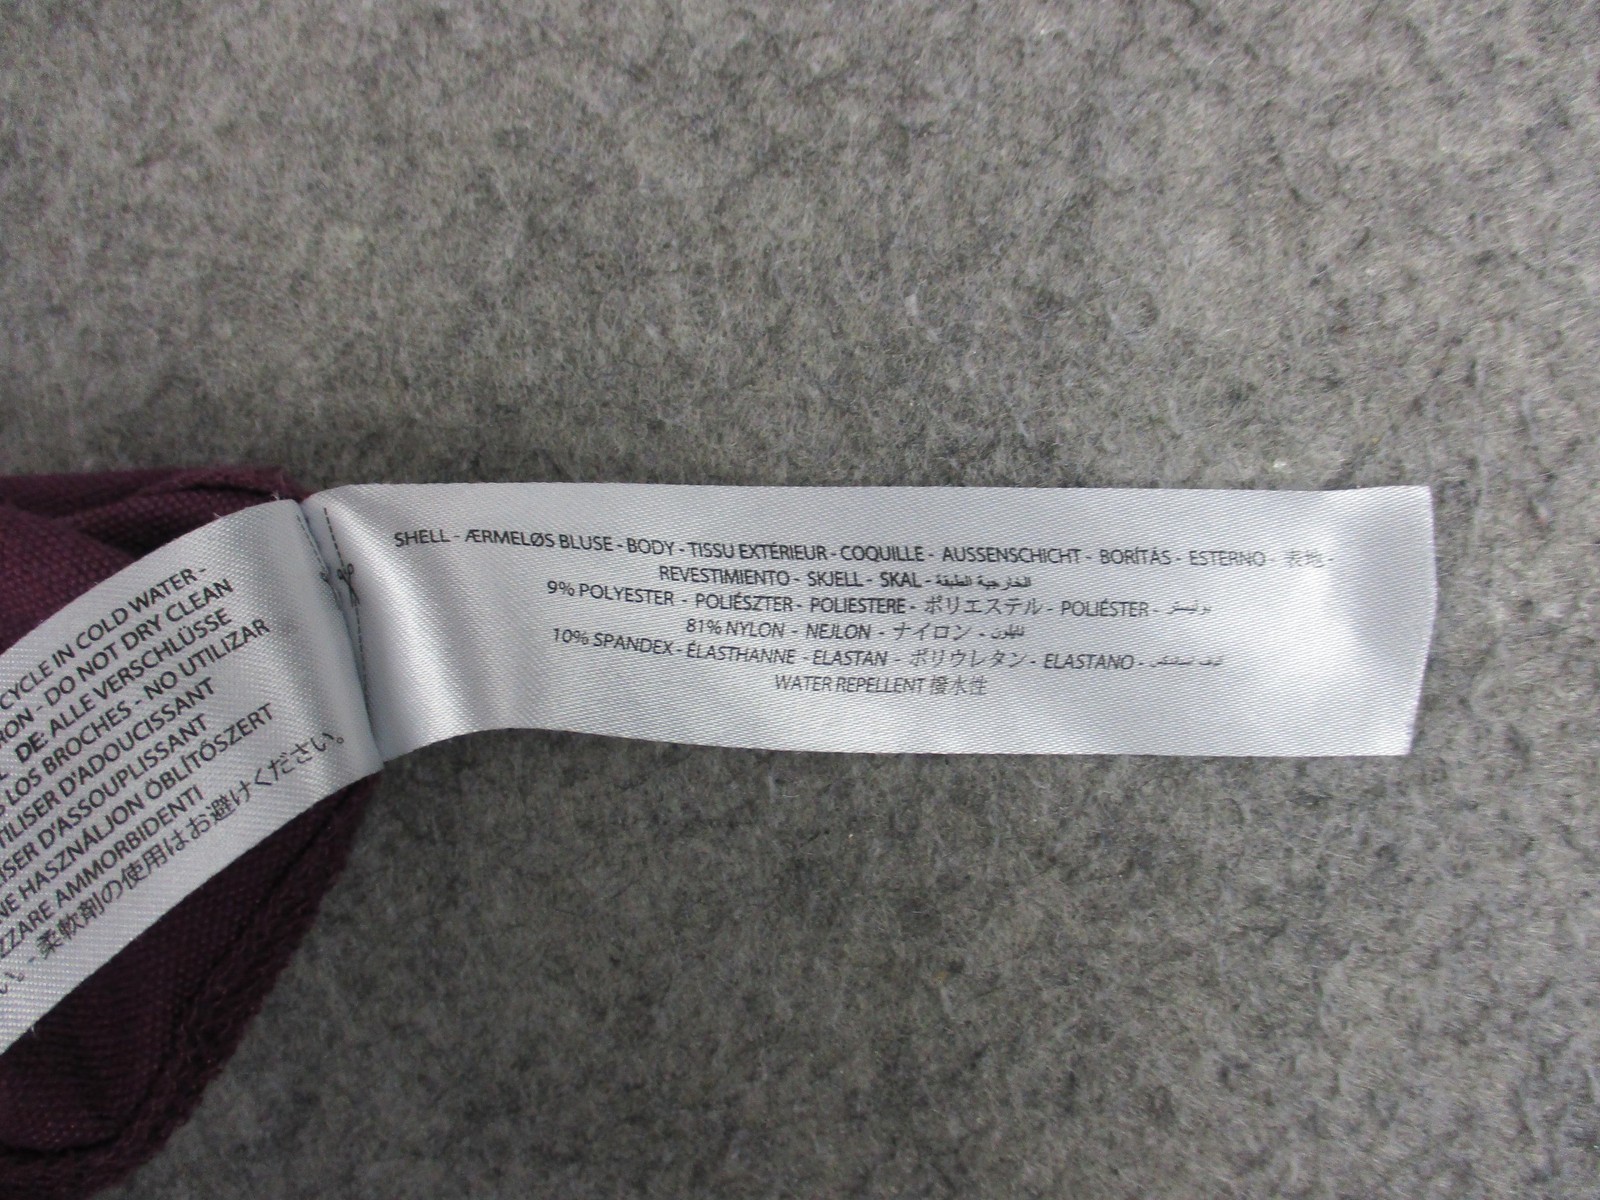 SHELL - ÆRMELØS BLUSE - BODY - TISSU EXTÉRIEUR - COQUILLE - AUSSENSCHICHT - BORÍTÁS - ESTERNO - 表地 -
REVESTIMIENTO - SKJELL - SKAL - الخارجية الطبقة
9% POLYESTER - POLIÉSZTER - POLIESTERE - ポリエステル - POLIÉSTER - بوليستر
81% NYLON - NEJLON - ナイロン - نايلون
10% SPANDEX - ÉLASTHANNE - ELASTAN - ポリウレタン - ELASTANO -
WATER REPELLENT 撥水性
CYCLE IN COLD WATER -
RON - DO NOT DRY CLEAN
DE ALLE VERSCHLÜSSE
LOS BROCHES - NO UTILIZAR
TILISER D'ADOUCISSANT
ISER D'ASSOUPLISSANT
NE HASZNÁLJON ÖBLÍTŐSZERT
ZZARE AMMORBIDENTI
い - 柔軟剤の使用はお避けください。